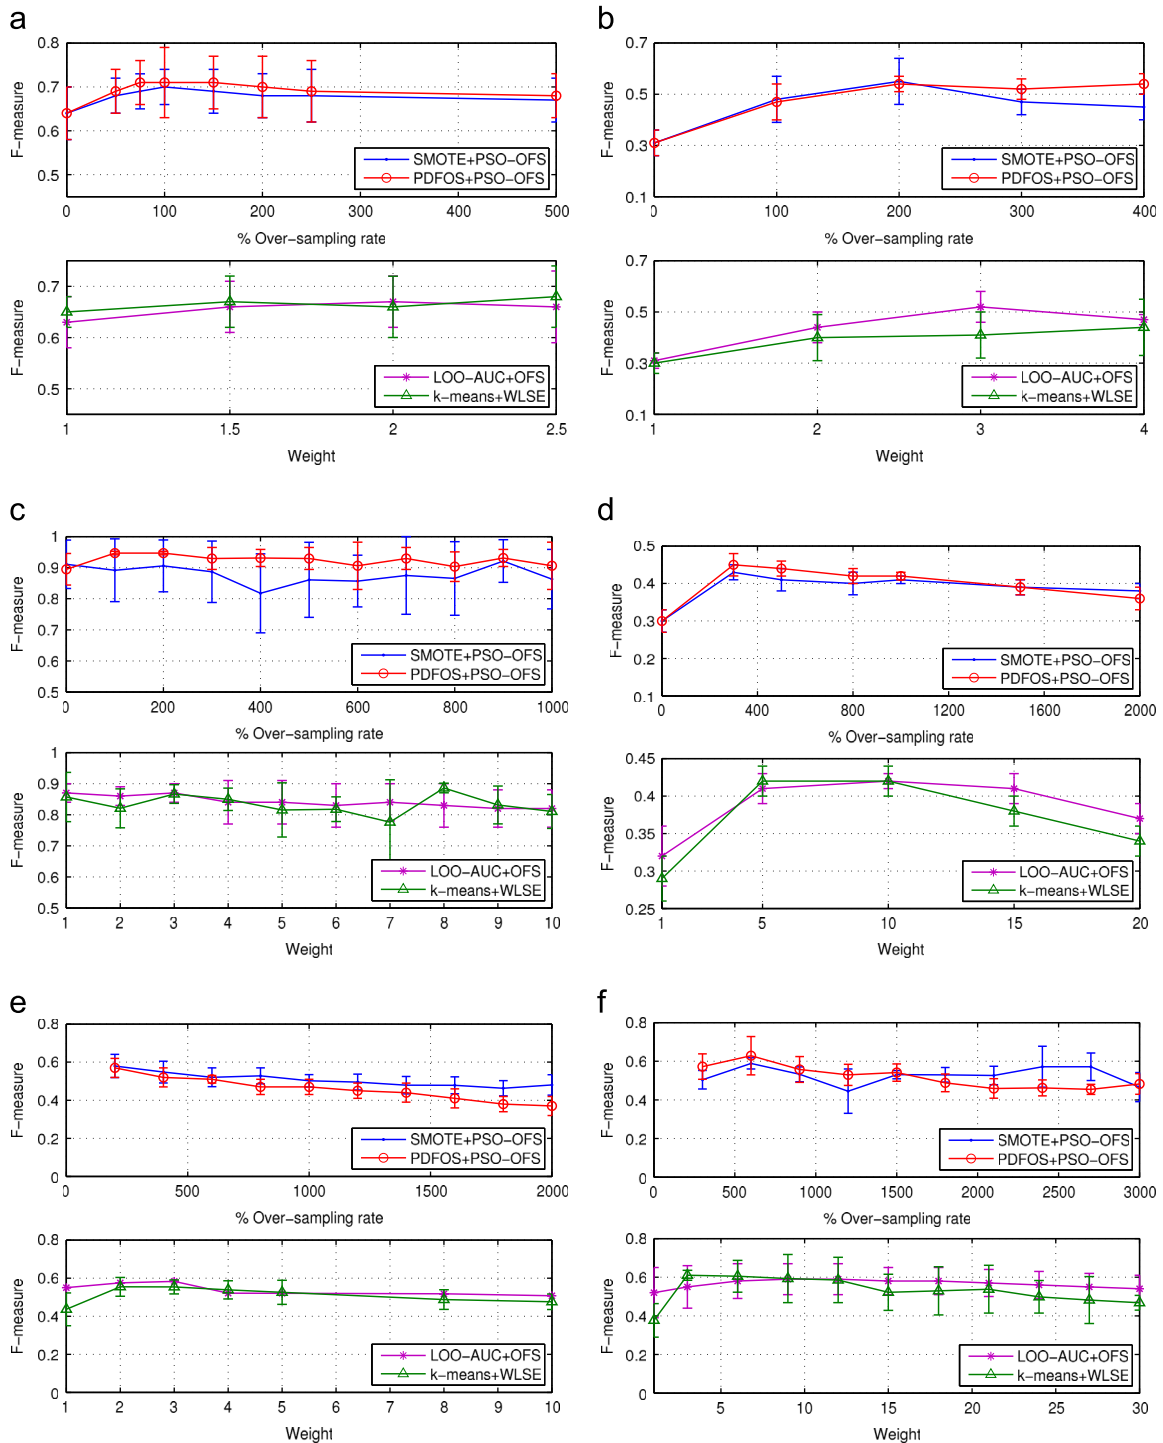 a
F-measure
0.8
0.7
0.6
0.5
SMOTE+PSO-OFS
PDFOS+PSO-OFS
0 100 200 300 400 500
% Over-sampling rate
F-measure
0.7
0.6
0.5
LOO-AUC+OFS
k-means+WLSE
1 1.5 2 2.5
Weight
b
F-measure
0.7
0.5
0.3
0.1
SMOTE+PSO-OFS
PDFOS+PSO-OFS
0 100 200 300 400
% Over-sampling rate
F-measure
0.7
0.5
0.3
0.1
LOO-AUC+OFS
k-means+WLSE
1 2 3 4
Weight
c
F-measure
1
0.9
0.8
0.7
0.6
0.5
SMOTE+PSO-OFS
PDFOS+PSO-OFS
0 200 400 600 800 1000
% Over-sampling rate
F-measure
1
0.9
0.8
0.7
0.6
0.5
LOO-AUC+OFS
k-means+WLSE
1 2 3 4 5 6 7 8 9 10
Weight
d
F-measure
0.5
0.4
0.3
0.2
0.1
SMOTE+PSO-OFS
PDFOS+PSO-OFS
0 400 800 1200 1600 2000
% Over-sampling rate
F-measure
0.45
0.4
0.35
0.3
0.25
LOO-AUC+OFS
k-means+WLSE
1 5 10 15 20
Weight
e
F-measure
0.8
0.6
0.4
0.2
0
SMOTE+PSO-OFS
PDFOS+PSO-OFS
0 500 1000 1500 2000
% Over-sampling rate
F-measure
0.8
0.6
0.4
0.2
0
LOO-AUC+OFS
k-means+WLSE
1 2 3 4 5 6 7 8 9 10
Weight
f
F-measure
0.8
0.6
0.4
0.2
0
SMOTE+PSO-OFS
PDFOS+PSO-OFS
0 500 1000 1500 2000 2500 3000
% Over-sampling rate
F-measure
0.8
0.6
0.4
0.2
0
LOO-AUC+OFS
k-means+WLSE
5 10 15 20 25 30
Weight